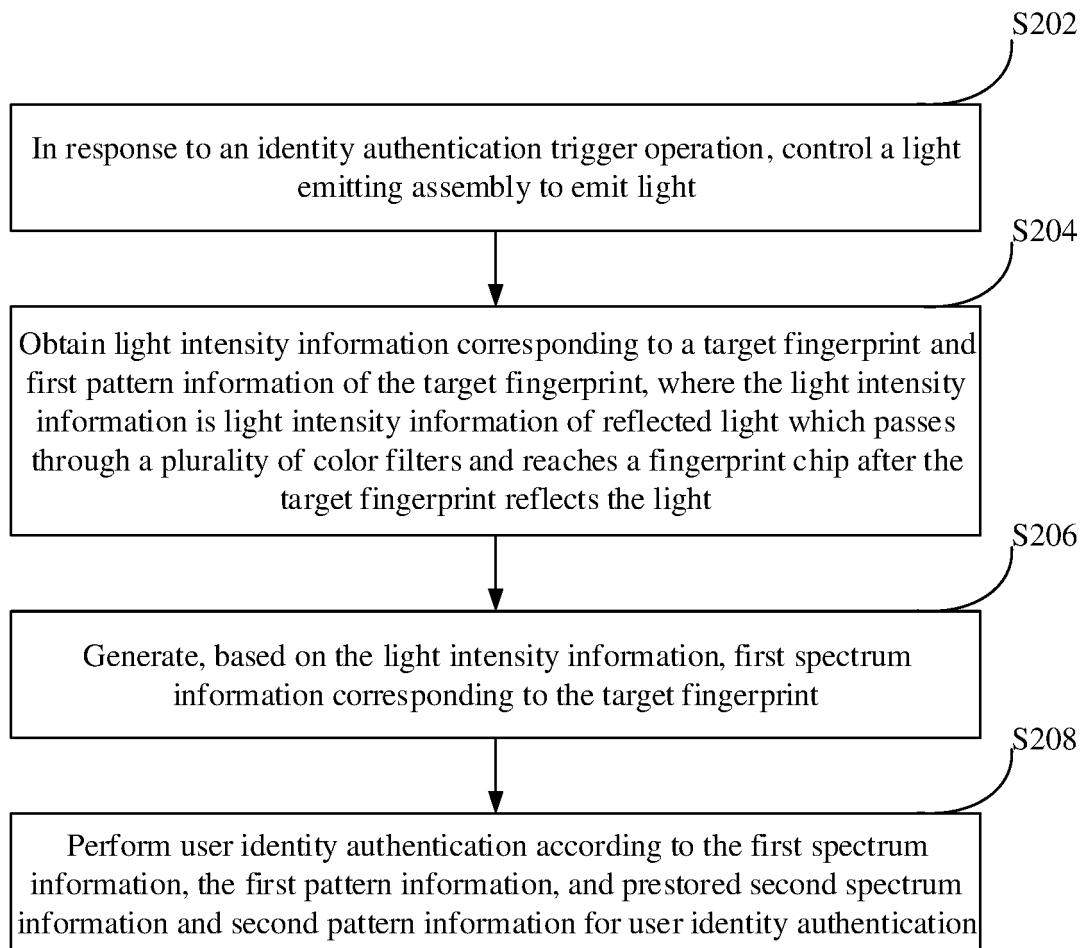 S202
In response to an identity authentication trigger operation, control a light
emitting assembly to emit light
S204
Obtain light intensity information corresponding to a target fingerprint and
first pattern information of the target fingerprint, where the light intensity
information is light intensity information of reflected light which passes
through a plurality of color filters and reaches a fingerprint chip after the
target fingerprint reflects the light
S206
Generate, based on the light intensity information, first spectrum
information corresponding to the target fingerprint
S208
Perform user identity authentication according to the first spectrum
information, the first pattern information, and prestored second spectrum
information and second pattern information for user identity authentication